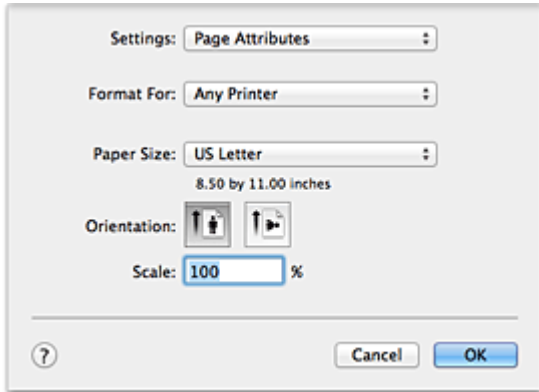 Settings: Page Attributes
Format For: Any Printer
Paper Size: US Letter
8.50 by 11.00 inches
Orientation:
Scale: 100 %
? Cancel OK